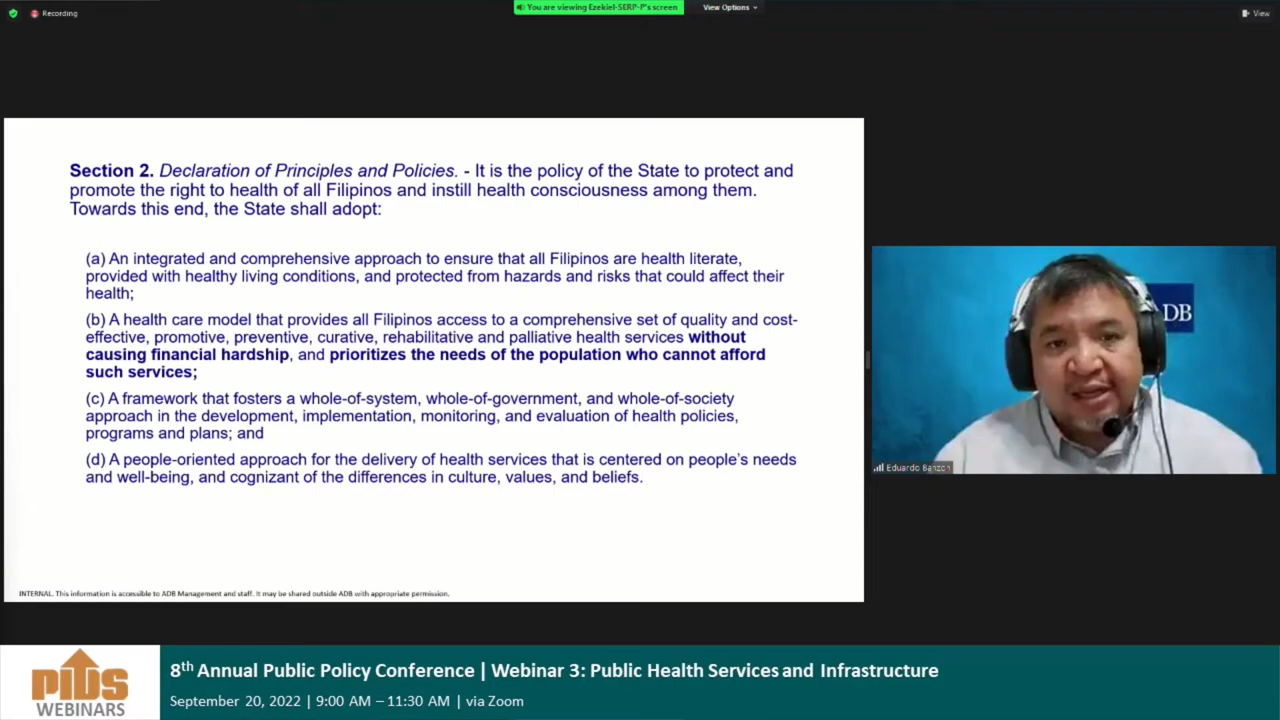 Recording
You are viewing Ezekiel-SERP-P's screen
View Options
View
Section 2. Declaration of Principles and Policies. - It is the policy of the State to protect and
promote the right to health of all Filipinos and instill health consciousness among them.
Towards this end, the State shall adopt:
(a) An integrated and comprehensive approach to ensure that all Filipinos are health literate,
provided with healthy living conditions, and protected from hazards and risks that could affect their
health;
(b) A health care model that provides all Filipinos access to a comprehensive set of quality and cost-
effective, promotive, preventive, curative, rehabilitative and palliative health services without
causing financial hardship, and prioritizes the needs of the population who cannot afford
such services;
(c) A framework that fosters a whole-of-system, whole-of-government, and whole-of-society
approach in the development, implementation, monitoring, and evaluation of health policies,
programs and plans; and
(d) A people-oriented approach for the delivery of health services that is centered on people's needs
and well-being, and cognizant of the differences in culture, values, and beliefs.
INTERNAL. This information is accessible to ADB Management and staff. It may be shared outside ADB with appropriate permission.
DB
Eduardo Banzon
PIDS
WEBINARS
8th Annual Public Policy Conference | Webinar 3: Public Health Services and Infrastructure
September 20, 2022 | 9:00 AM – 11:30 AM | via Zoom